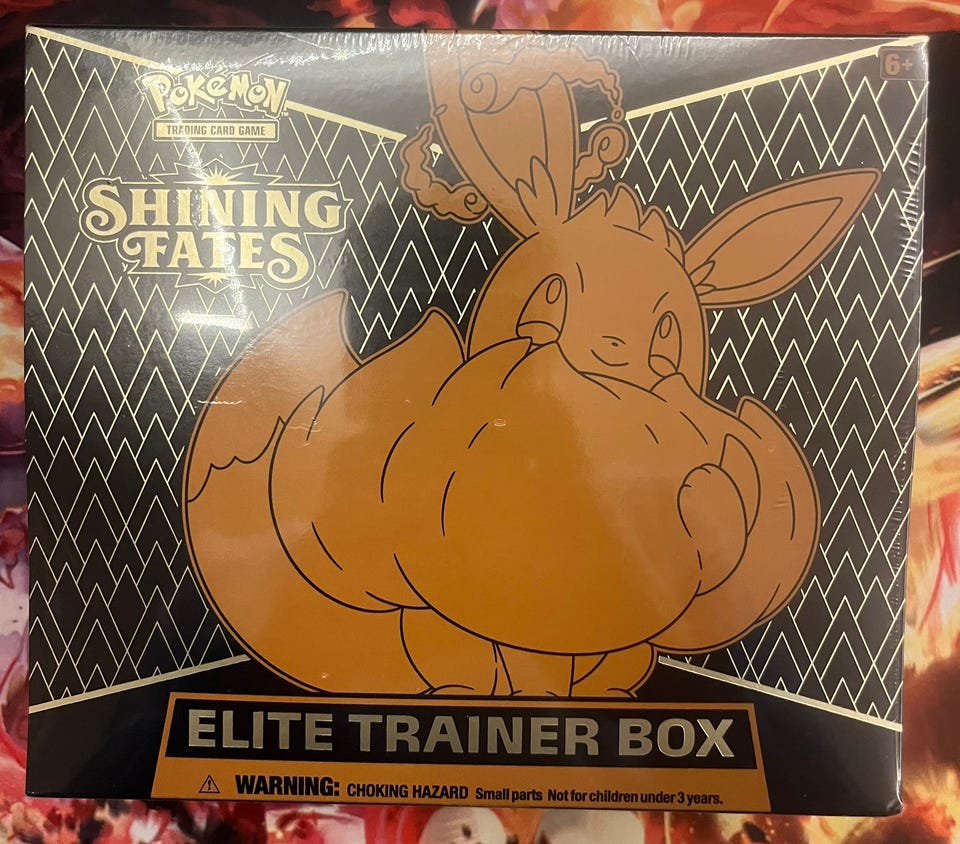 6+
POKéMON
TRADING CARD GAME
SHINING
FATES
ELITE TRAINER BOX
WARNING: CHOKING HAZARD Small parts Not for children under 3 years.